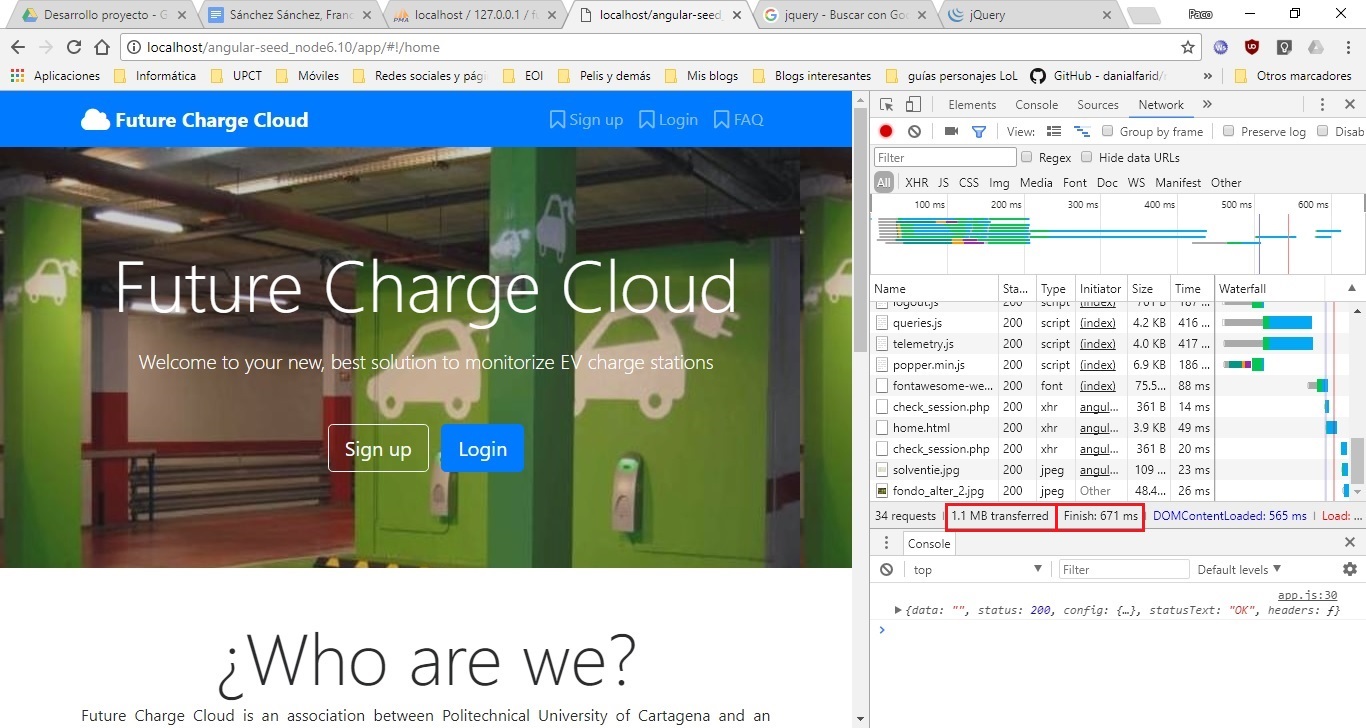 Desarrollo proyecto - G
Sánchez Sánchez, Franc
localhost / 127.0.0.1 / fu
localhost/angular-seed_
jquery - Buscar con Goo
jQuery
Paco
localhost/angular-seed_node6.10/app/#!/home
Aplicaciones
Informática
UPCT
Móviles
Redes sociales y pági
EOI
Pelis y demás
Mis blogs
Blogs interesantes
guías personajes LoL
GitHub - danialfarid/
»
Otros marcadores
Future Charge Cloud
Sign up
Login
FAQ
Future Charge Cloud
Welcome to your new, best solution to monitorize EV charge stations
Sign up
Login
¿Who are we?
Future Charge Cloud is an association between Politechnical University of Cartagena and an
Elements Console Sources Network »
View: Group by frame Preserve log Disab
Filter Regex Hide data URLs
All XHR JS CSS Img Media Font Doc WS Manifest Other
100 ms 200 ms 300 ms 400 ms 500 ms 600 ms
Name Sta... Type Initiator Size Time Waterfall
logout.js 200 script (index) 761 B 187 ...
queries.js 200 script (index) 4.2 KB 416 ...
telemetry.js 200 script (index) 4.0 KB 417 ...
popper.min.js 200 script (index) 6.9 KB 186 ...
fontawesome-we... 200 font (index) 75.5... 88 ms
check_session.php 200 xhr angul... 361 B 14 ms
home.html 200 xhr angul... 3.9 KB 49 ms
check_session.php 200 xhr angul... 361 B 20 ms
solventie.jpg 200 jpeg angul... 109 ... 23 ms
fondo_alter_2.jpg 200 jpeg Other 48.4... 26 ms
34 requests | 1.1 MB transferred | Finish: 671 ms | DOMContentLoaded: 565 ms | Load: ...
Console
top Filter Default levels
app.js:30
{data: "", status: 200, config: {…}, statusText: "OK", headers: ƒ}